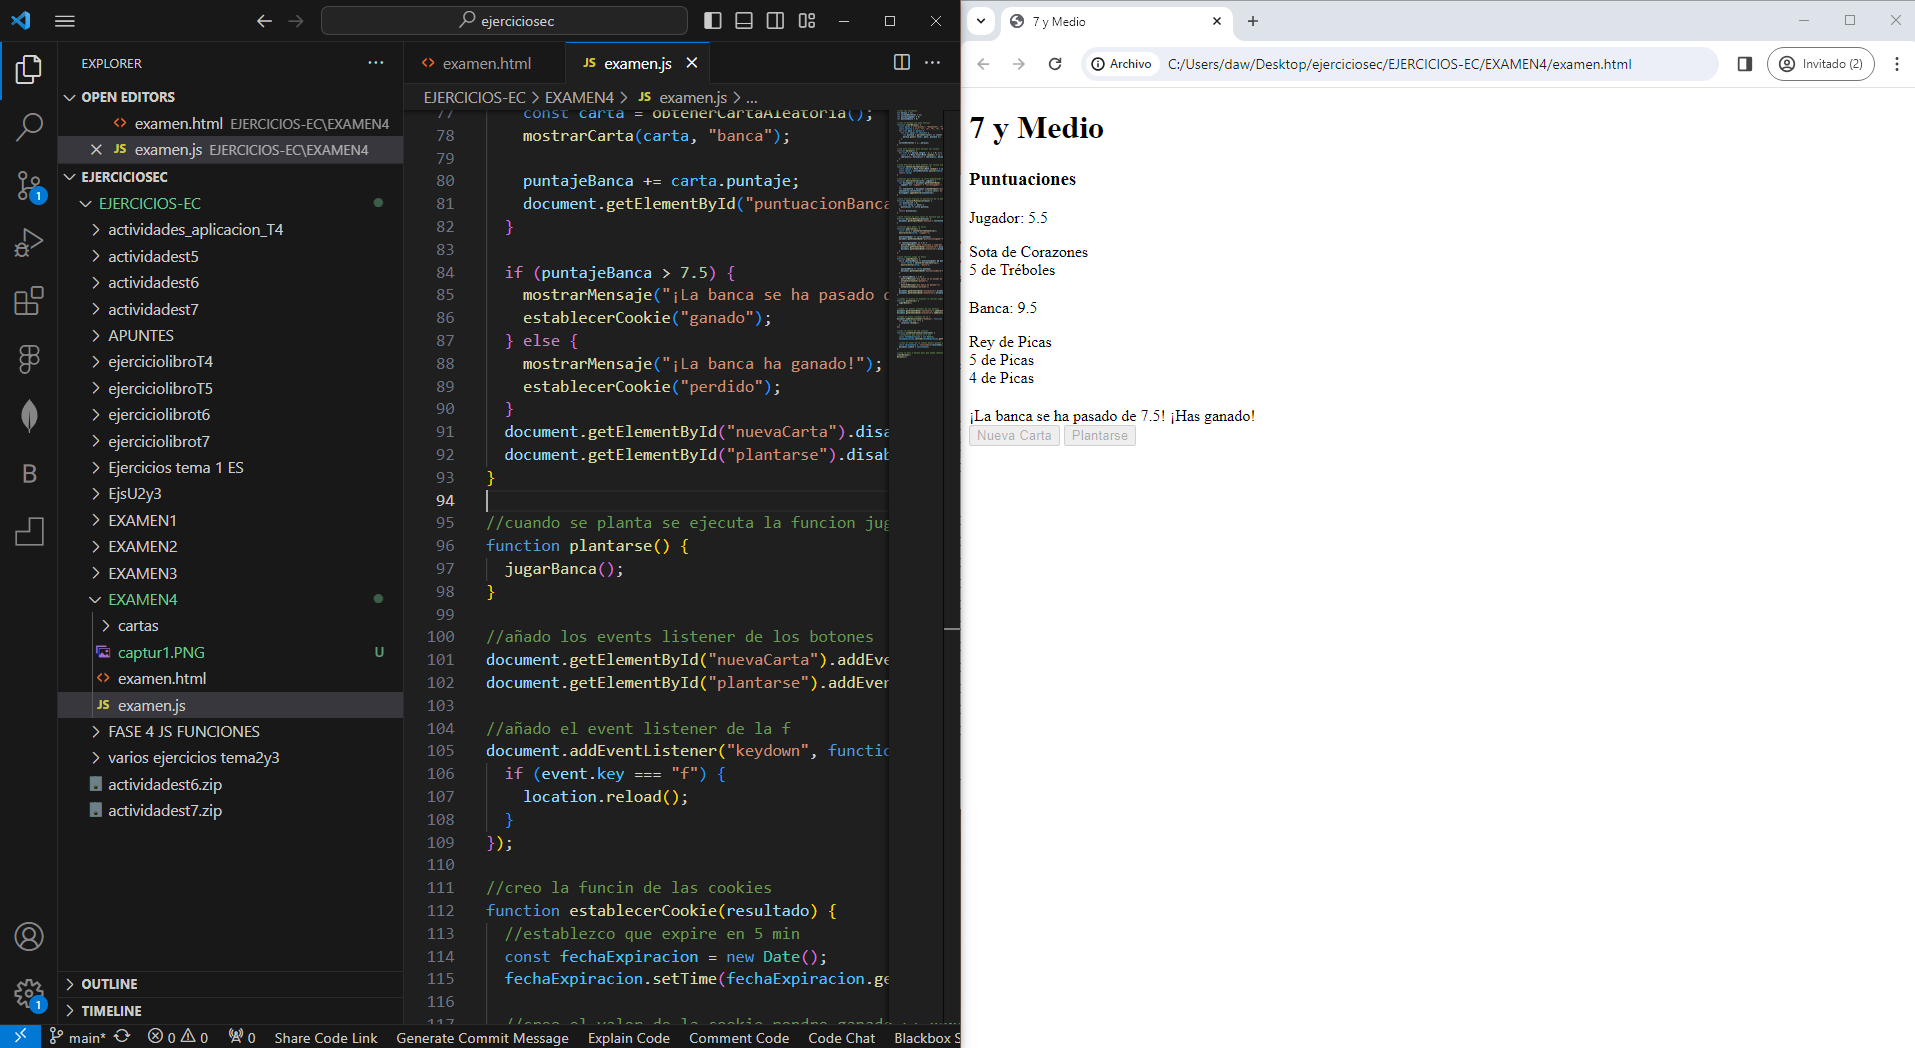 ejerciciosec
EXPLORER
OPEN EDITORS
examen.html EJERCICIOS-EC\EXAMEN4
JS examen.js EJERCICIOS-EC\EXAMEN4
EJERCICIOSEC
EJERCICIOS-EC
actividades_aplicacion_T4
actividadest5
actividadest6
actividadest7
APUNTES
ejerciciolibroT4
ejerciciolibroT5
ejerciciolibrot6
ejerciciolibrot7
Ejercicios tema 1 ES
EjsU2y3
EXAMEN1
EXAMEN2
EXAMEN3
EXAMEN4
cartas
captur1.PNG U
examen.html
JS examen.js
FASE 4 JS FUNCIONES
varios ejercicios tema2y3
actividadest6.zip
actividadest7.zip
OUTLINE
TIMELINE
B
1
1
<> examen.html JS examen.js
EJERCICIOS-EC > EXAMEN4 > JS examen.js > ...
77 const carta = obtenerCartaAleatoria();
78 mostrarCarta(carta, "banca");
79
80 puntajeBanca += carta.puntaje;
81 document.getElementById("puntuacionBanca
82 }
83
84 if (puntajeBanca > 7.5) {
85 mostrarMensaje("¡La banca se ha pasado d
86 establecerCookie("ganado");
87 } else {
88 mostrarMensaje("¡La banca ha ganado!");
89 establecerCookie("perdido");
90 }
91 document.getElementById("nuevaCarta").disa
92 document.getElementById("plantarse").disab
93 }
94
95 //cuando se planta se ejecuta la funcion jug
96 function plantarse() {
97 jugarBanca();
98 }
99
100 //añado los events listener de los botones
101 document.getElementById("nuevaCarta").addEve
102 document.getElementById("plantarse").addEven
103
104 //añado el event listener de la f
105 document.addEventListener("keydown", functio
106 if (event.key === "f") {
107 location.reload();
108 }
109 });
110
111 //creo la funcin de las cookies
112 function establecerCookie(resultado) {
113 //establezco que expire en 5 min
114 const fechaExpiracion = new Date();
115 fechaExpiracion.setTime(fechaExpiracion.ge
116
117
main* 0 0 0 Share Code Link Generate Commit Message Explain Code Comment Code Code Chat Blackbox S
7 y Medio
Archivo C:/Users/daw/Desktop/ejerciciosec/EJERCICIOS-EC/EXAMEN4/examen.html Invitado (2)
7 y Medio
Puntuaciones
Jugador: 5.5
Sota de Corazones
5 de Tréboles
Banca: 9.5
Rey de Picas
5 de Picas
4 de Picas
¡La banca se ha pasado de 7.5! ¡Has ganado!
Nueva Carta Plantarse